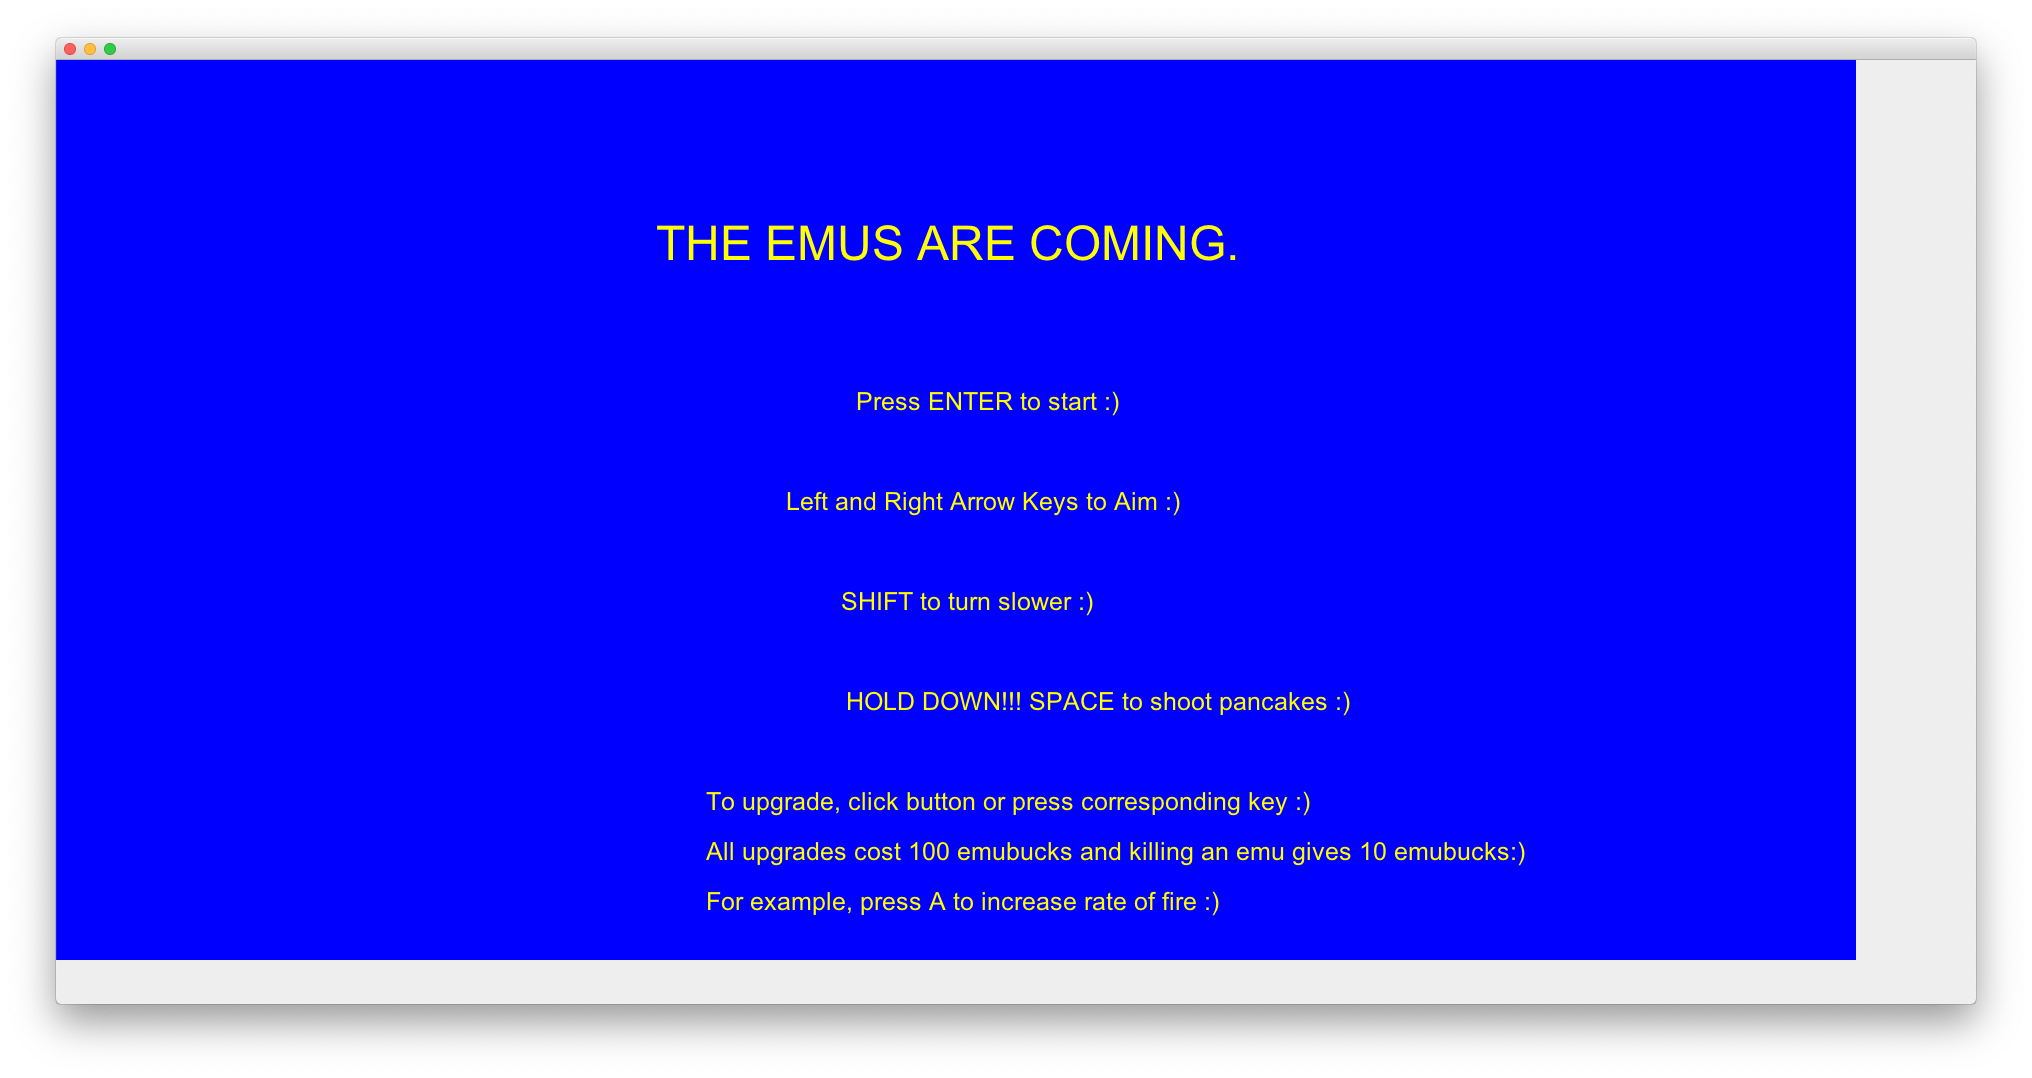 THE EMUS ARE COMING.
Press ENTER to start :)
Left and Right Arrow Keys to Aim :)
SHIFT to turn slower :)
HOLD DOWN!!! SPACE to shoot pancakes :)
To upgrade, click button or press corresponding key :)
All upgrades cost 100 emubucks and killing an emu gives 10 emubucks:)
For example, press A to increase rate of fire :)